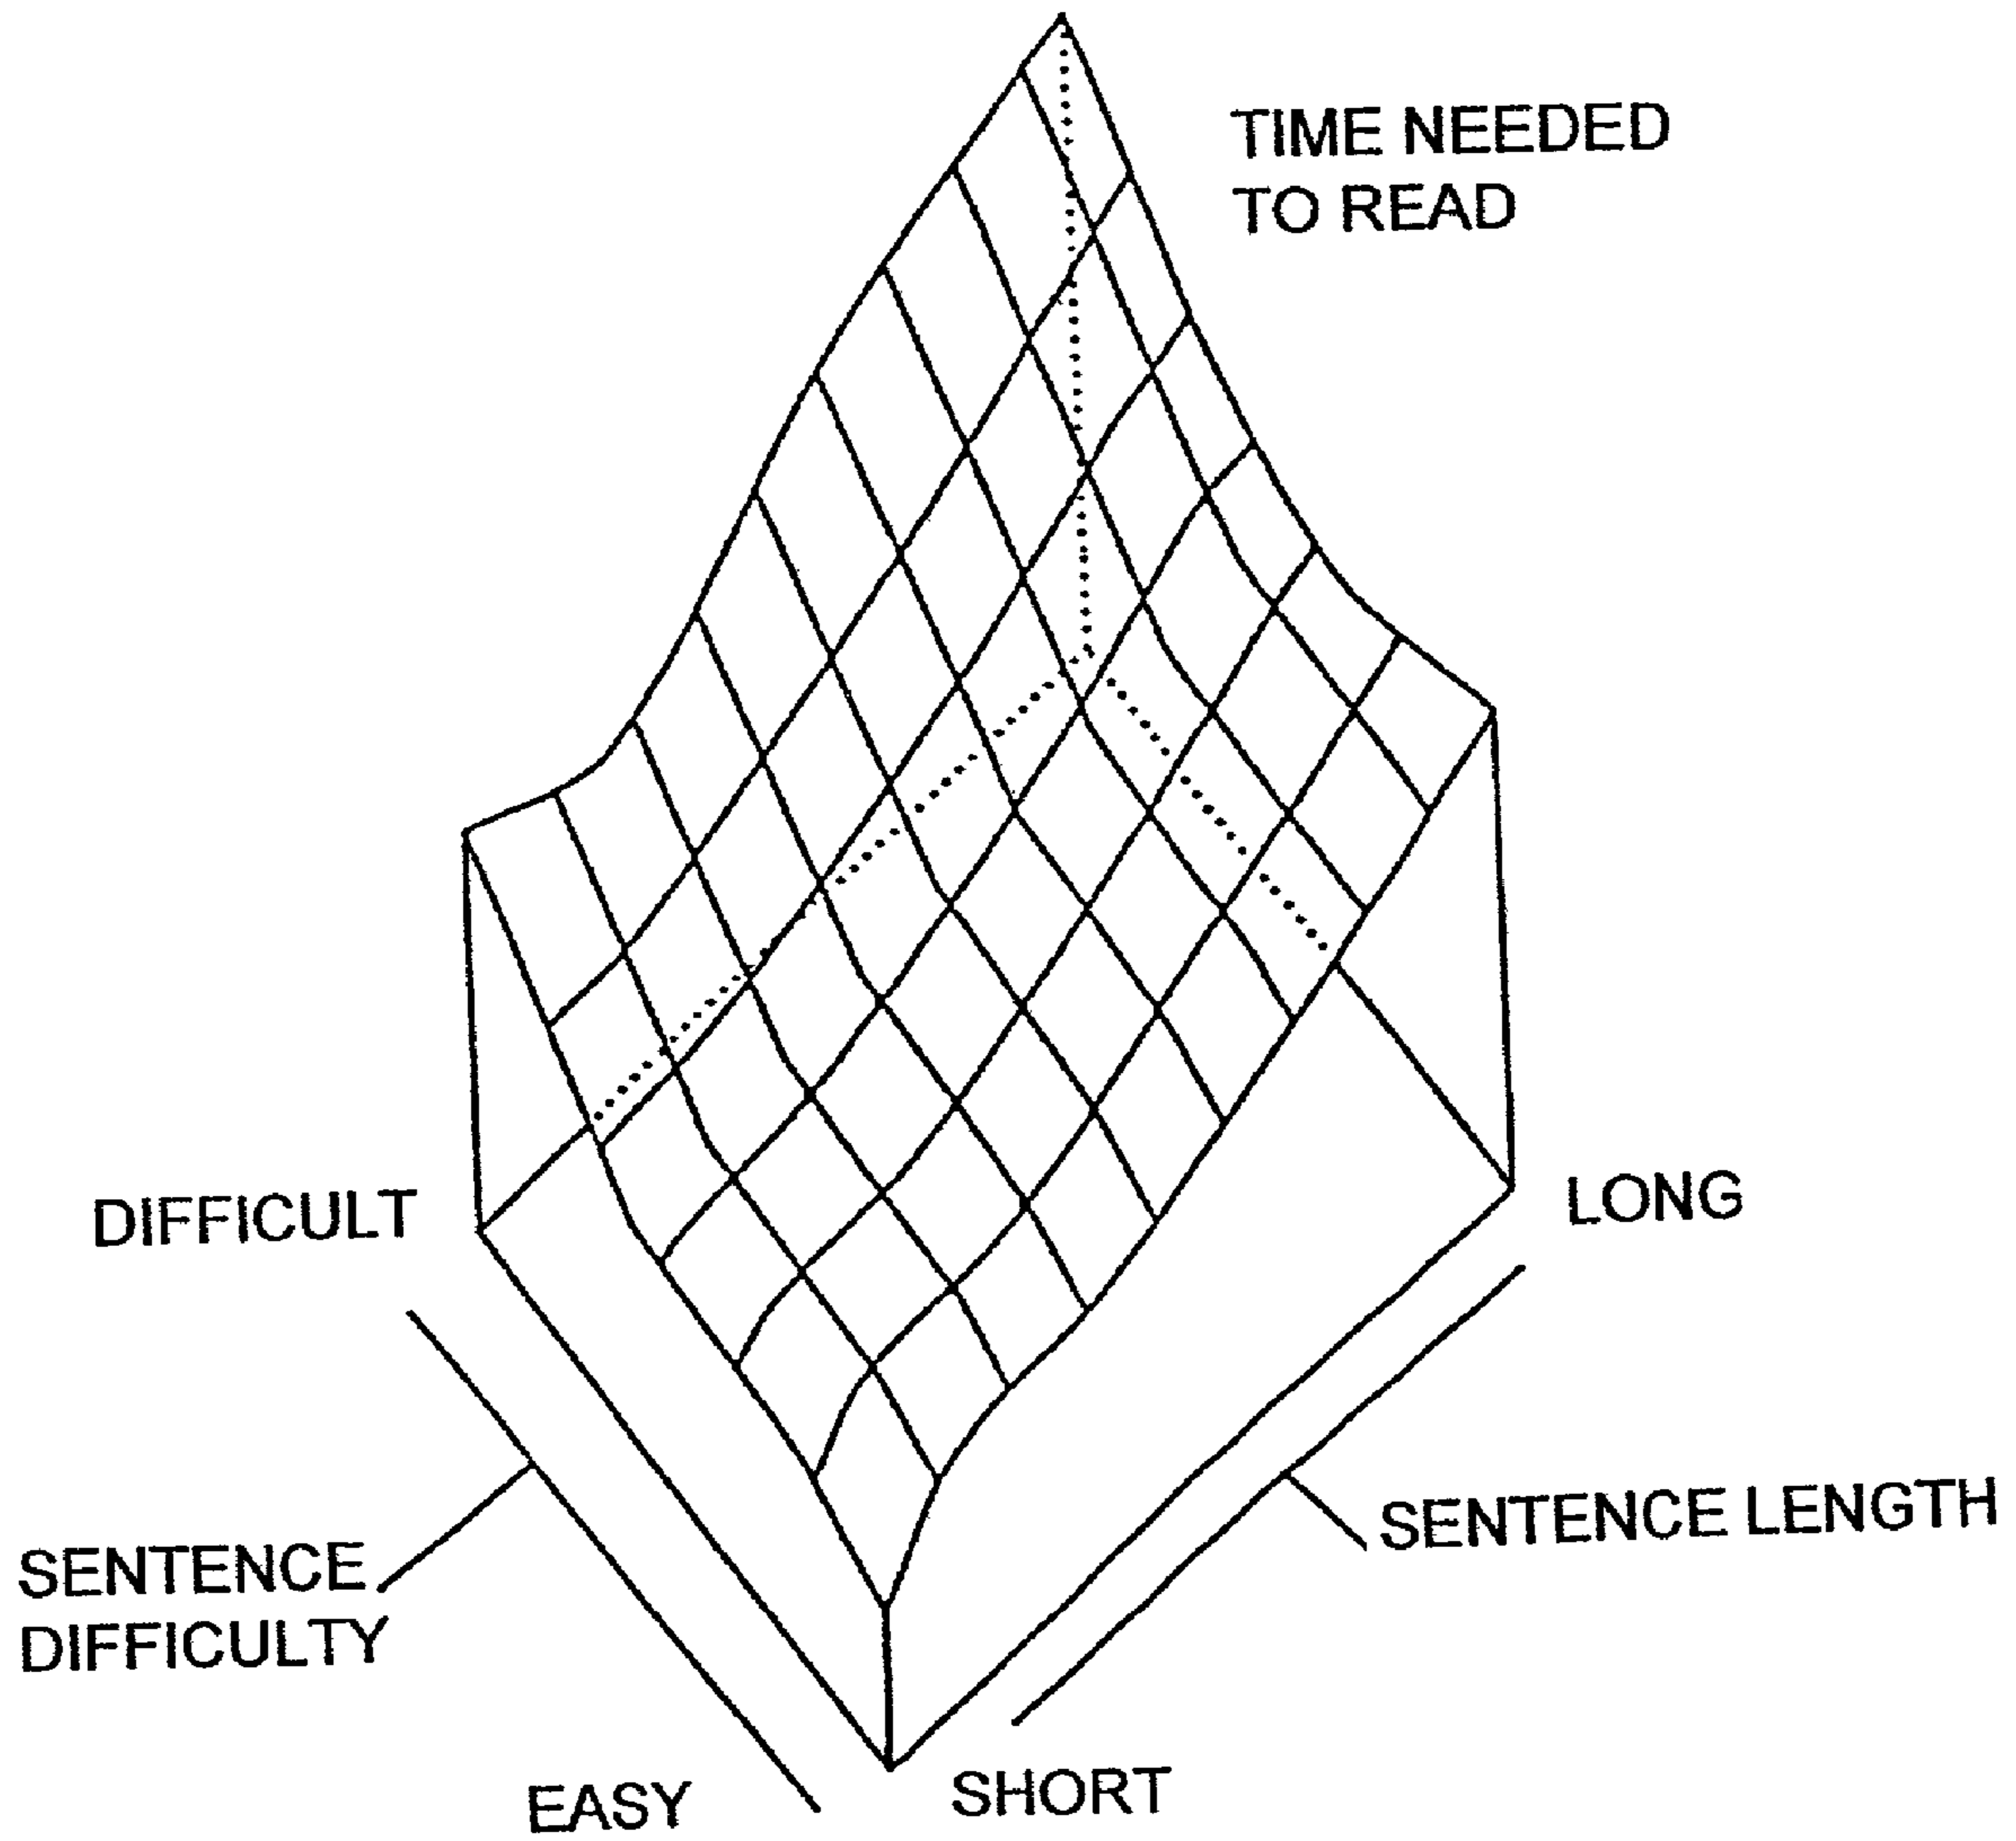 TIME NEEDED
TO READ
DIFFICULT
LONG
SENTENCE LENGTH
SENTENCE
DIFFICULTY
EASY
SHORT